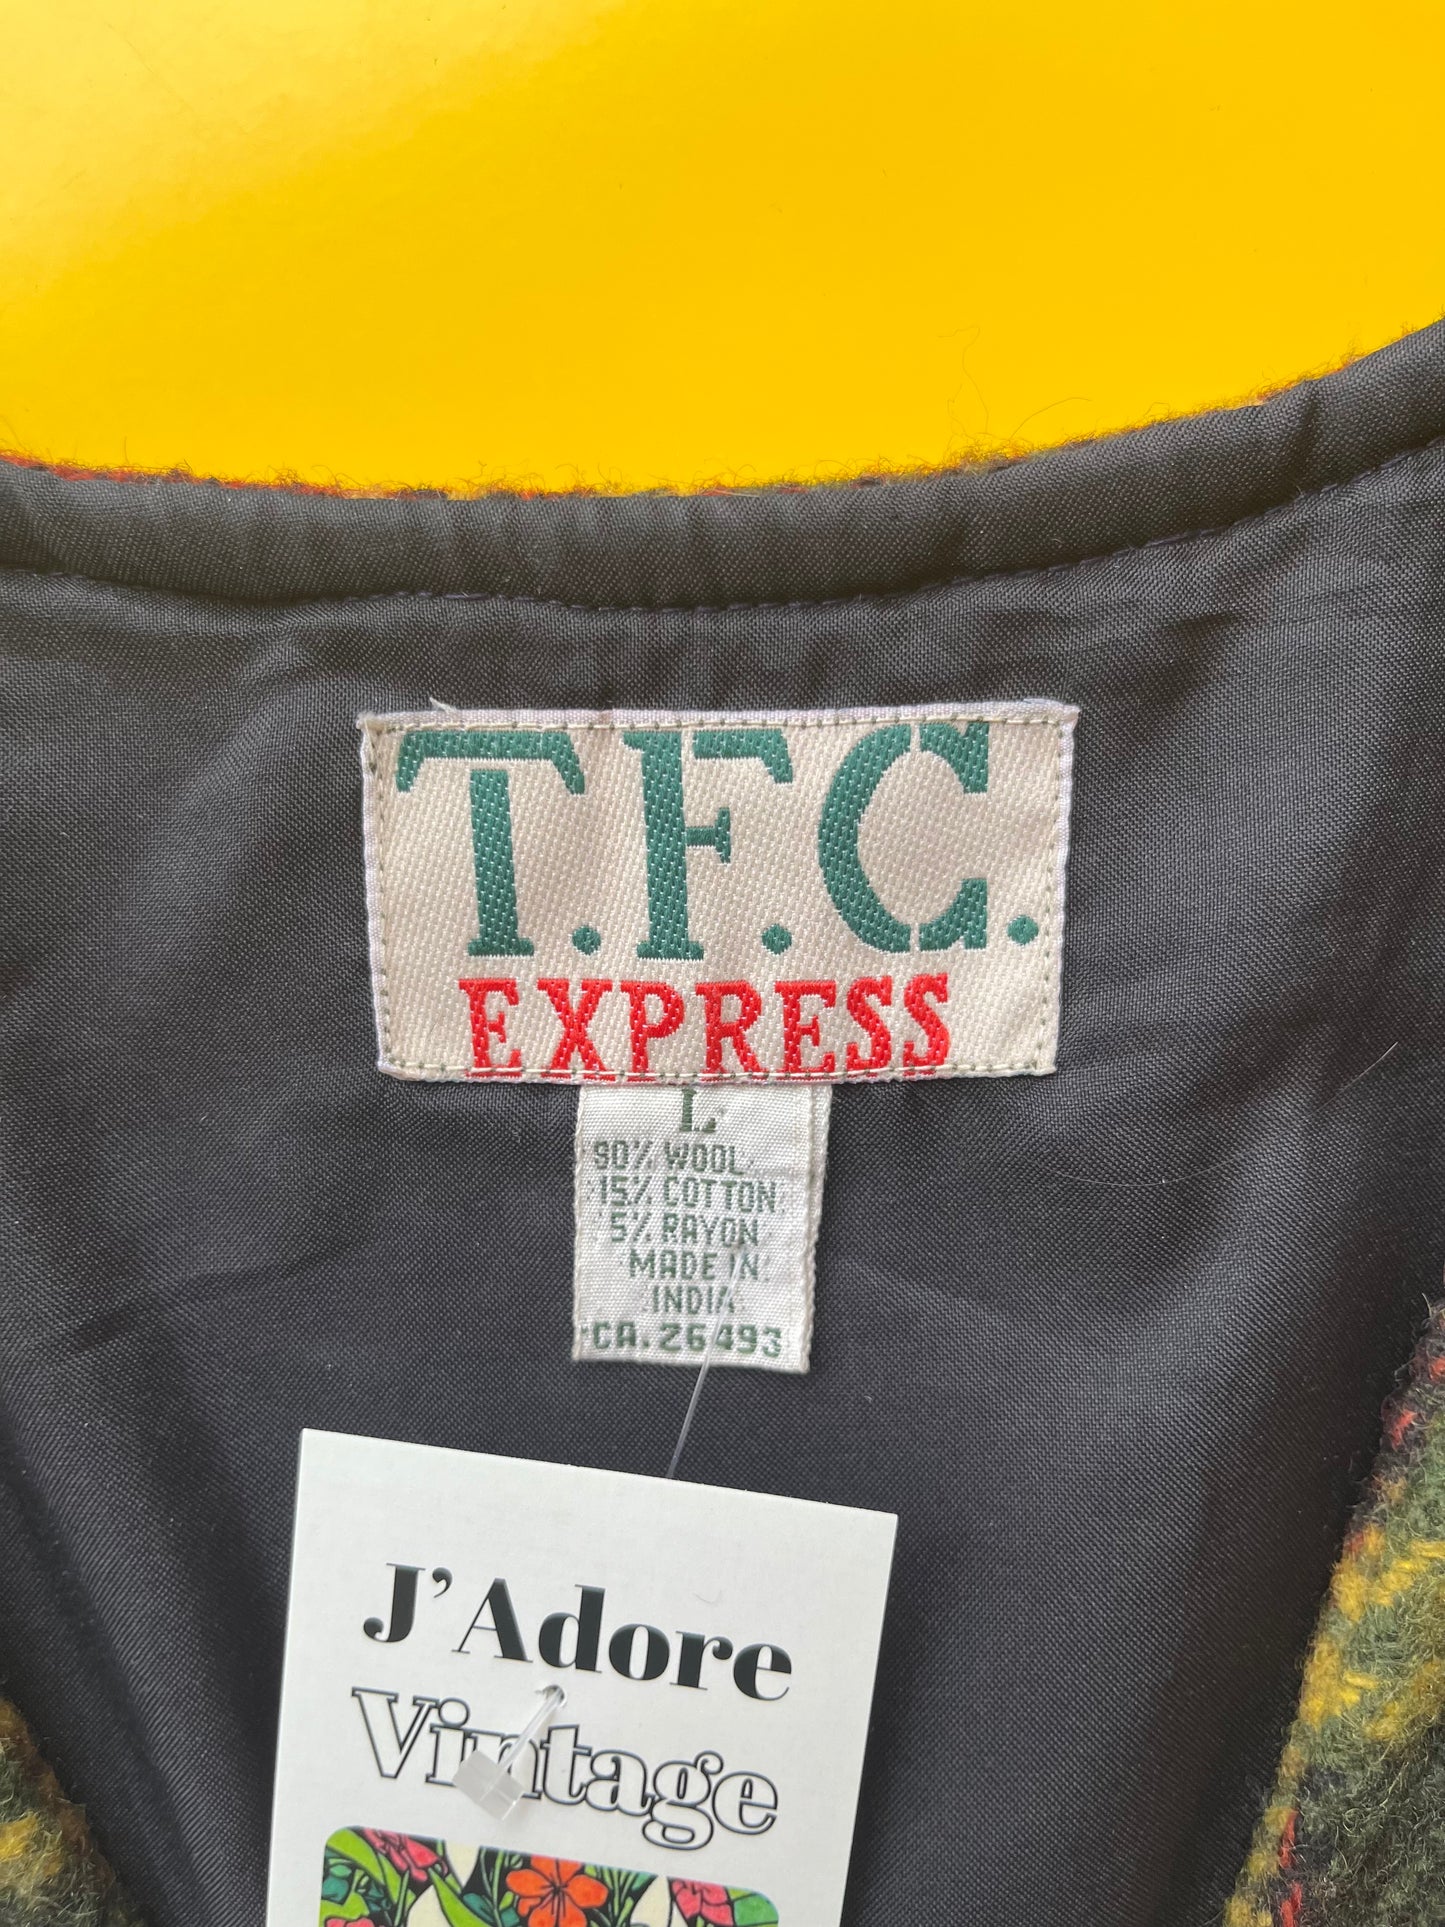 T.F.C.
EXPRESS
L
90% WOOL
15% COTTON
5% RAYON
MADE IN
INDIA
CA.26493
J'Adore
Vintage